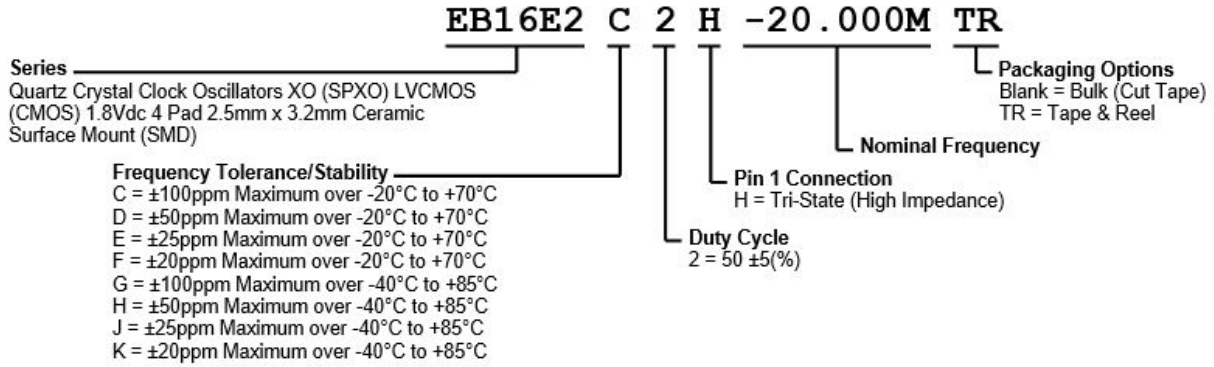 EB16E2 C 2 H -20.000M TR
Series
Quartz Crystal Clock Oscillators XO (SPXO) LVCMOS
(CMOS) 1.8Vdc 4 Pad 2.5mm x 3.2mm Ceramic
Surface Mount (SMD)
Frequency Tolerance/Stability
C = ±100ppm Maximum over -20°C to +70°C
D = ±50ppm Maximum over -20°C to +70°C
E = ±25ppm Maximum over -20°C to +70°C
F = ±20ppm Maximum over -20°C to +70°C
G = ±100ppm Maximum over -40°C to +85°C
H = ±50ppm Maximum over -40°C to +85°C
J = ±25ppm Maximum over -40°C to +85°C
K = ±20ppm Maximum over -40°C to +85°C
Duty Cycle
2 = 50 ±5(%)
Pin 1 Connection
H = Tri-State (High Impedance)
Nominal Frequency
Packaging Options
Blank = Bulk (Cut Tape)
TR = Tape & Reel